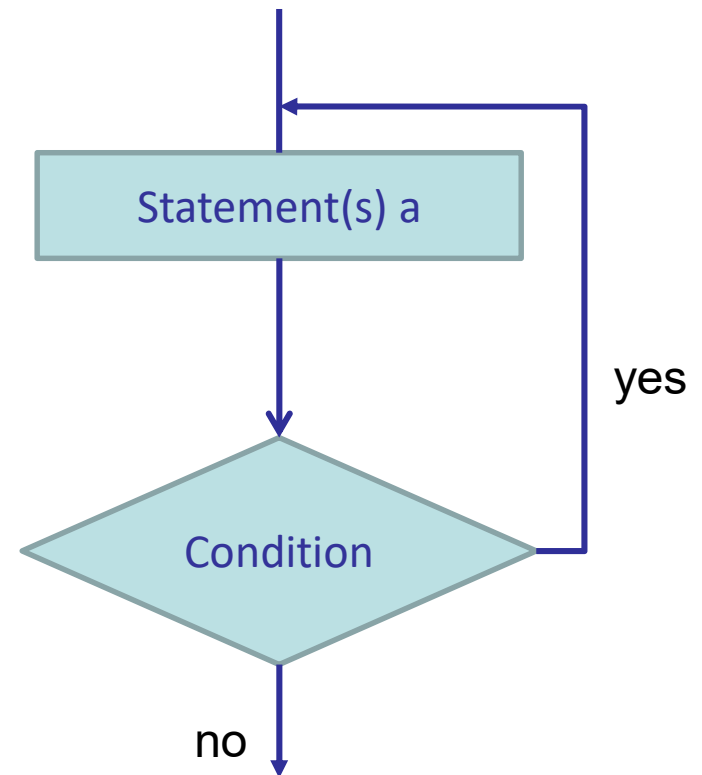 Statement(s) a
yes
Condition
no